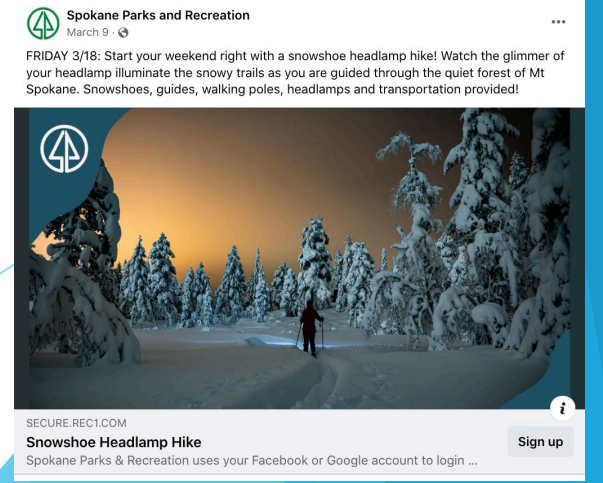 Spokane Parks and Recreation
March 9 ·
FRIDAY 3/18: Start your weekend right with a snowshoe headlamp hike! Watch the glimmer of
your headlamp illuminate the snowy trails as you are guided through the quiet forest of Mt
Spokane. Snowshoes, guides, walking poles, headlamps and transportation provided!
i
SECURE.REC1.COM
Snowshoe Headlamp Hike
Sign up
Spokane Parks & Recreation uses your Facebook or Google account to login ...